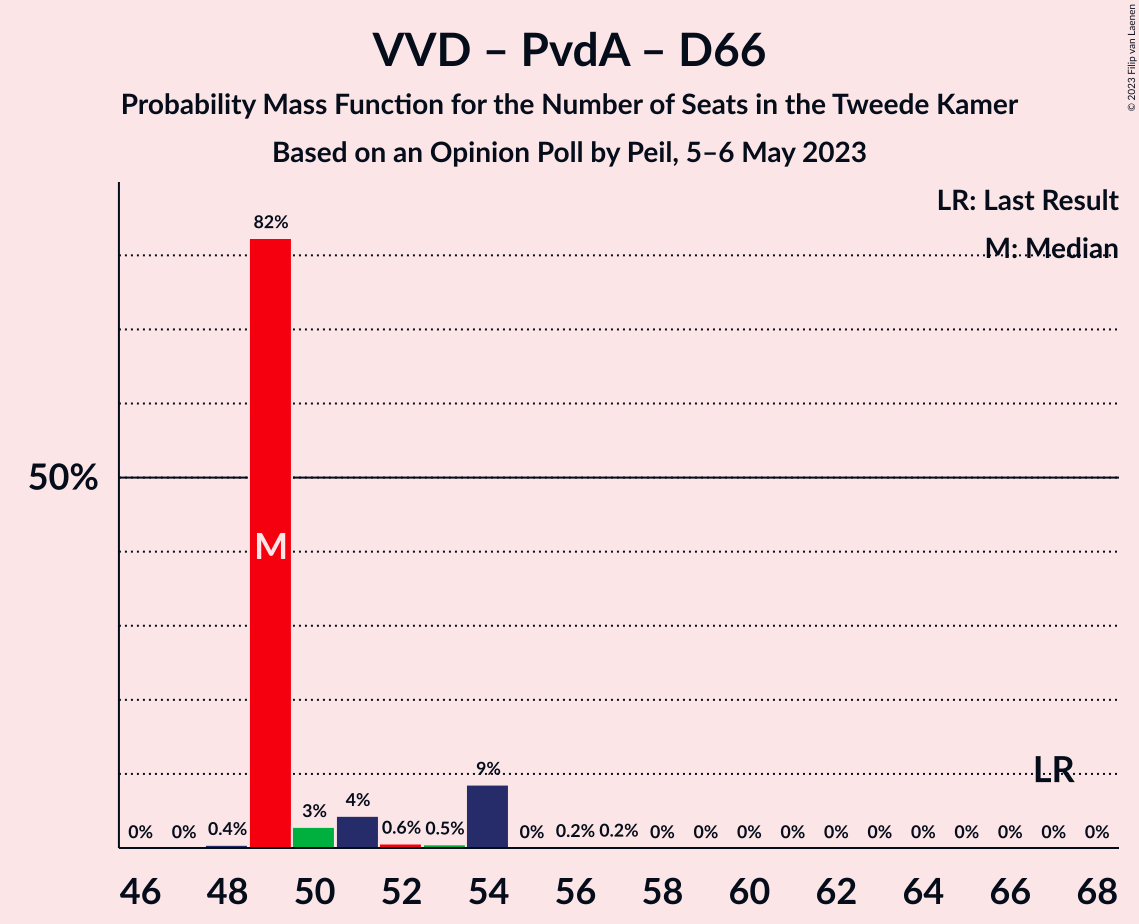 VVD – PvdA – D66
Probability Mass Function for the Number of Seats in the Tweede Kamer
Based on an Opinion Poll by Peil, 5–6 May 2023
© 2023 Filip van Laenen
LR: Last Result
M: Median
50%
0% 0% 0.4% 82% 3% 4% 0.6% 0.5% 9% 0% 0.2% 0.2% 0% 0% 0% 0% 0% 0% 0% 0% 0% 0% 0%
M
LR
46 48 50 52 54 56 58 60 62 64 66 68